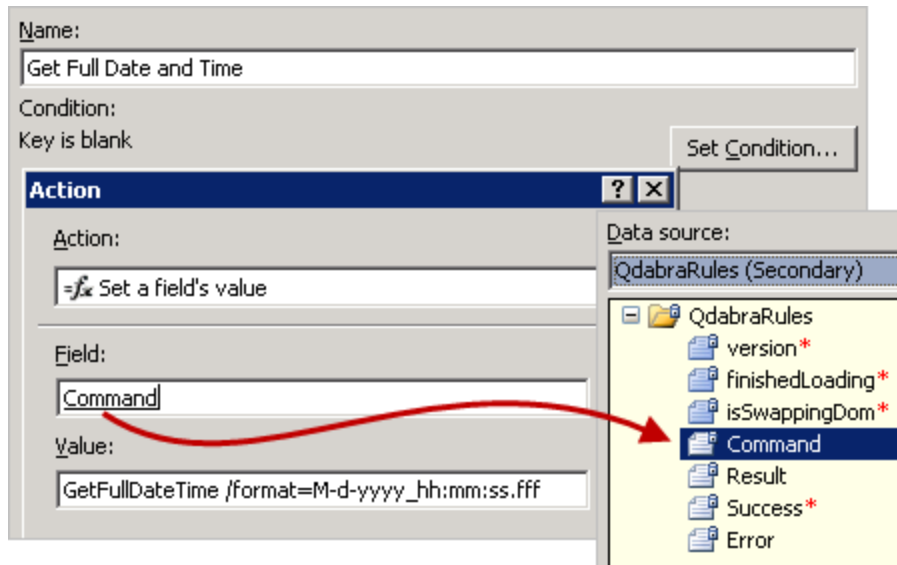 Name:
Get Full Date and Time
Condition:
Key is blank
Set Condition...
Action
?
Action:
=fx Set a field's value
Field:
Command
Value:
GetFullDateTime /format=M-d-yyyy_hh:mm:ss.fff
Data source:
QdabraRules (Secondary)
QdabraRules
version*
finishedLoading*
isSwappingDom*
Command
Result
Success*
Error